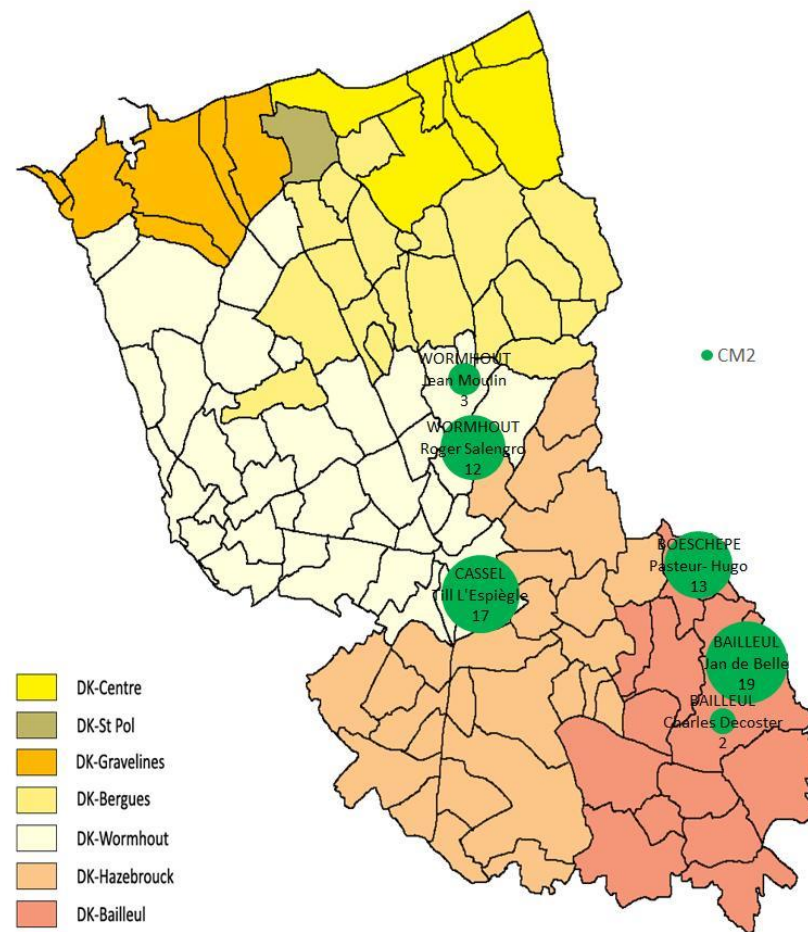 CM2
WORMHOUT
Jean Moulin
3
WORMHOUT
Roger Salengro
12
BOESCHEPE
Pasteur- Hugo
13
CASSEL
Till L'Espiègle
17
BAILLEUL
Jan de Belle
19
BAILLEUL
Charles Decoster
2
DK-Centre
DK-St Pol
DK-Gravelines
DK-Bergues
DK-Wormhout
DK-Hazebrouck
DK-Bailleul